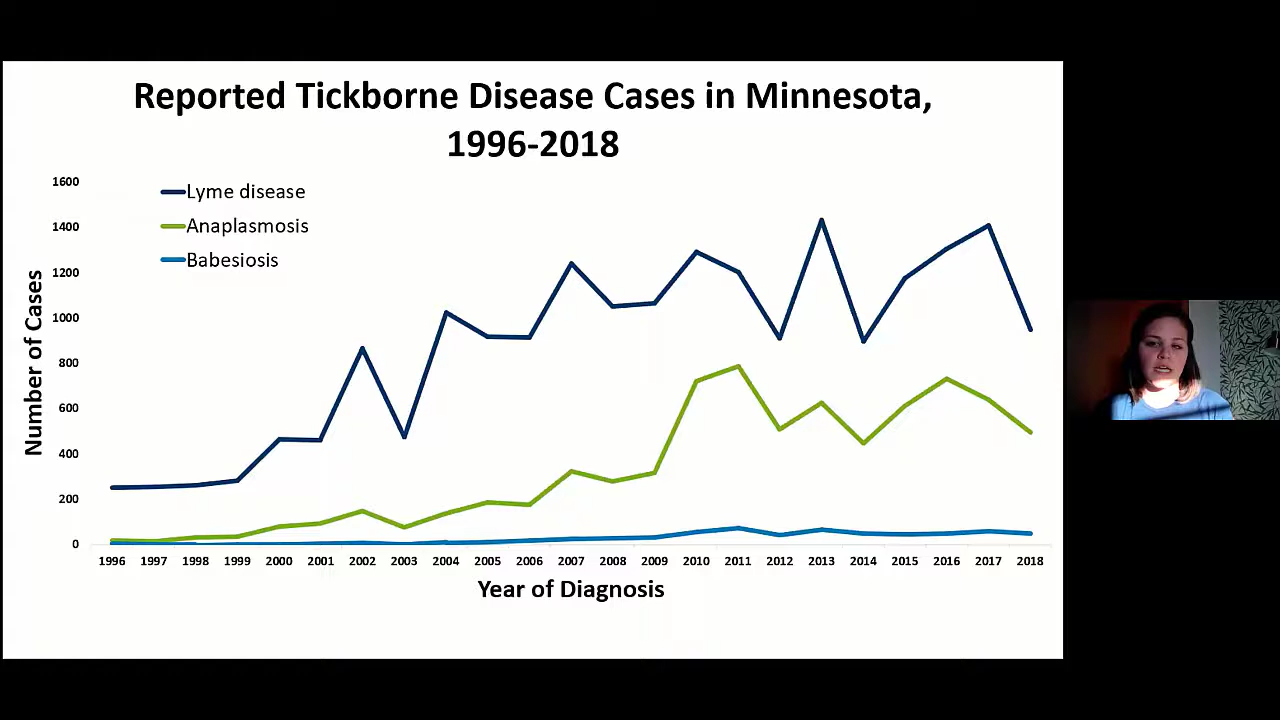 Reported Tickborne Disease Cases in Minnesota,
1996-2018
1600
1400
1200
1000
800
600
400
200
0
Number of Cases
Lyme disease
Anaplasmosis
Babesiosis
1996 1997 1998 1999 2000 2001 2002 2003 2004 2005 2006 2007 2008 2009 2010 2011 2012 2013 2014 2015 2016 2017 2018
Year of Diagnosis